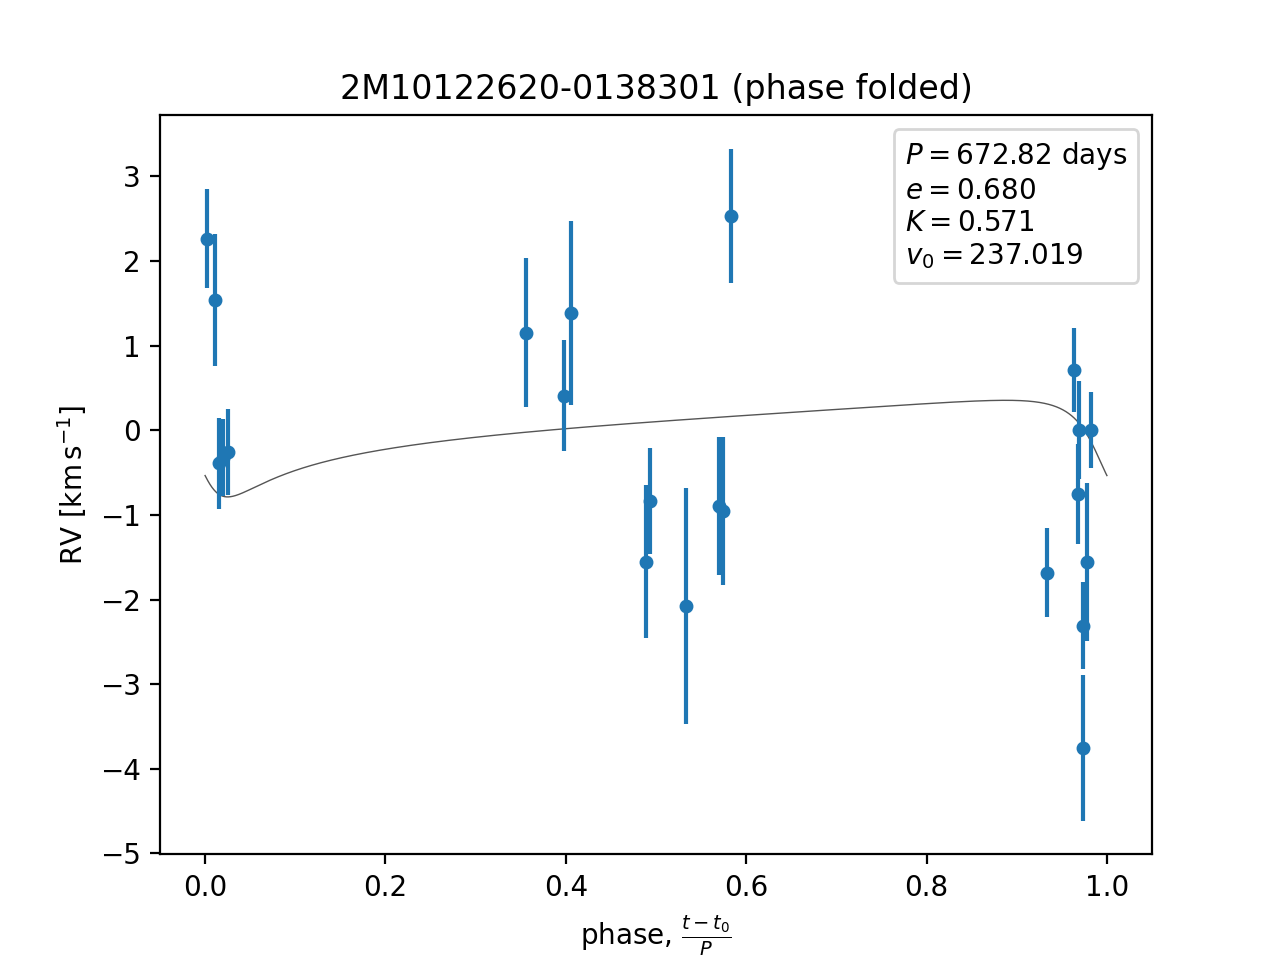 2M10122620-0138301 (phase folded)
P = 672.82 days
e = 0.680
K = 0.571
v₀ = 237.019
RV [km s⁻¹]
3
2
1
0
−1
−2
−3
−4
−5
0.0 0.2 0.4 0.6 0.8 1.0
phase, (t − t₀)/P